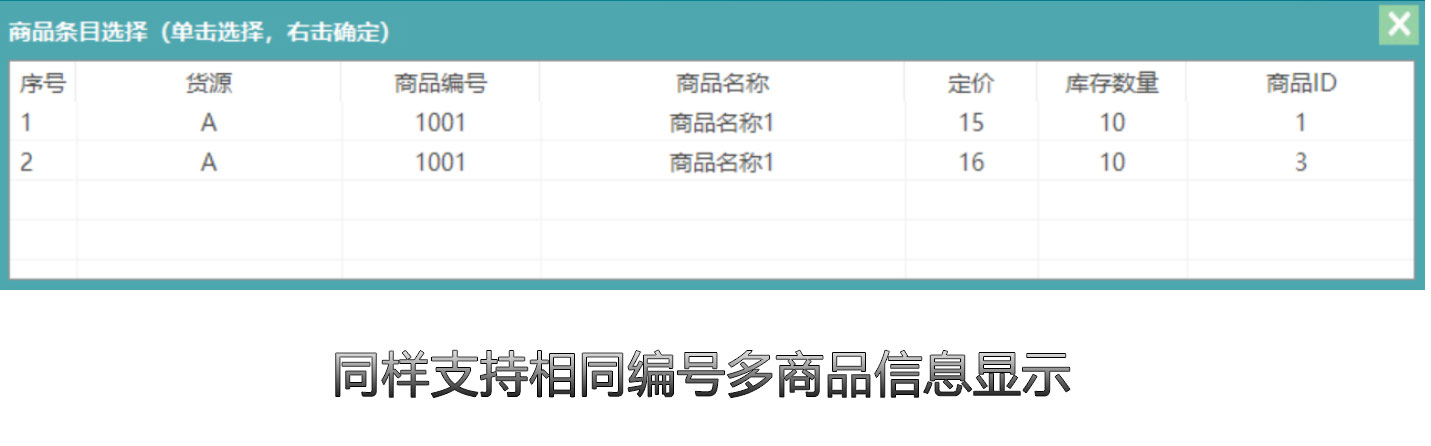 商品条目选择（单击选择，右击确定）
序号 货源 商品编号 商品名称 定价 库存数量 商品ID
1 A 1001 商品名称1 15 10 1
2 A 1001 商品名称1 16 10 3
同样支持相同编号多商品信息显示